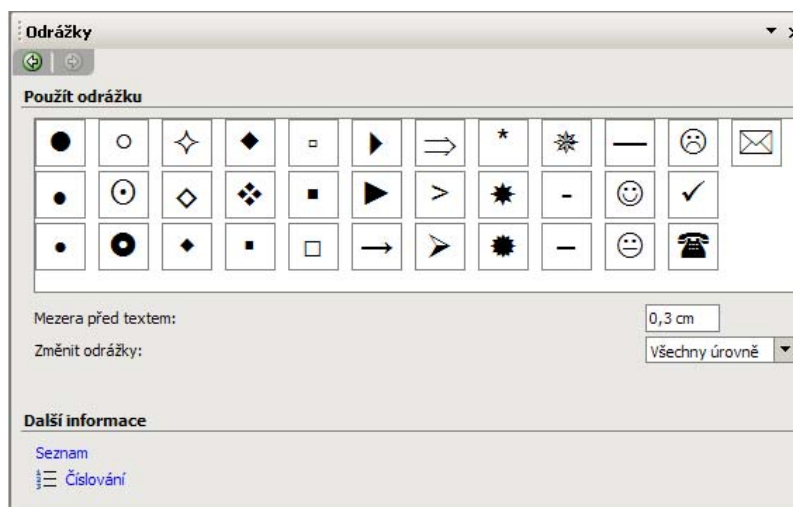 Odrážky
Použít odrážku
Mezera před textem:
0,3 cm
Změnit odrážky:
Všechny úrovně
Další informace
Seznam
Číslování